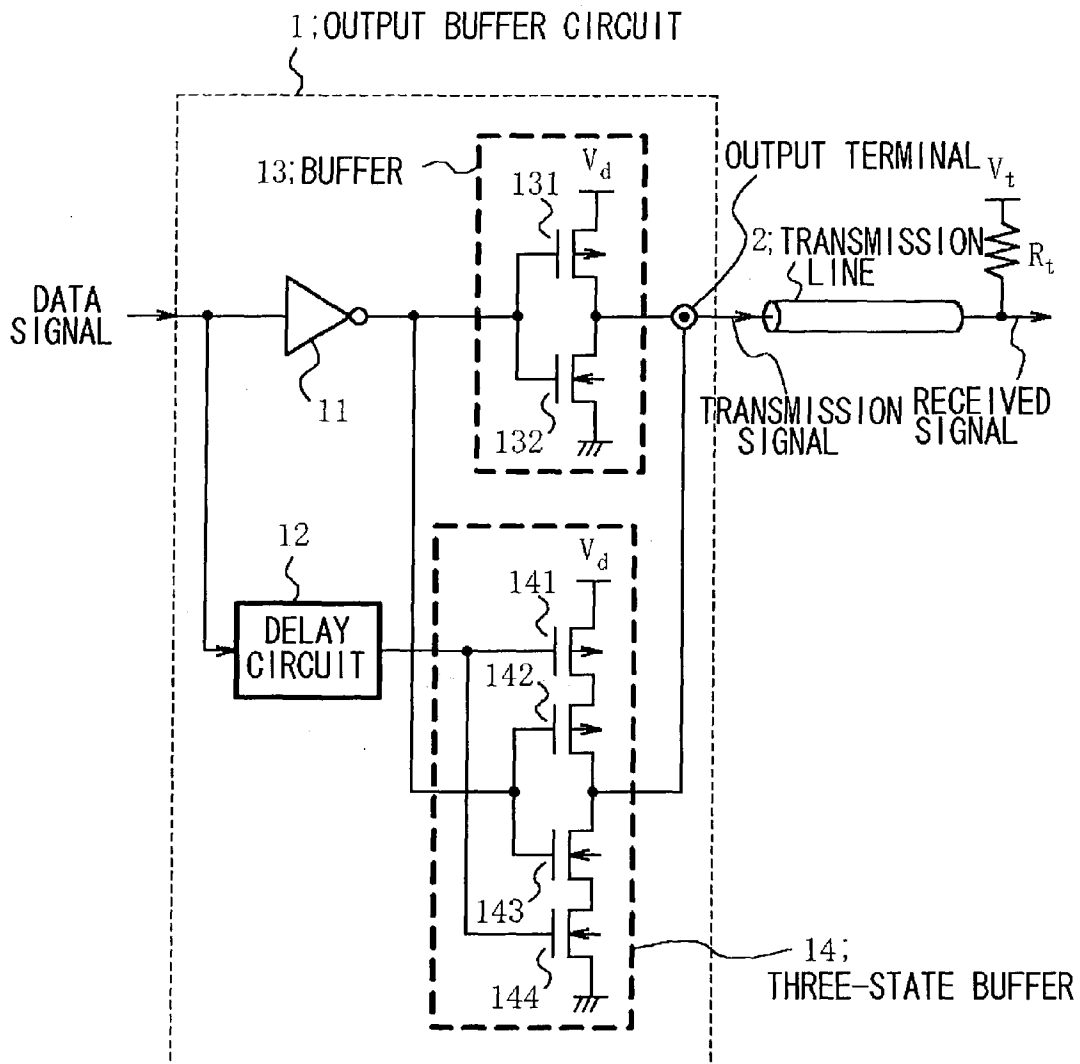 1;OUTPUT BUFFER CIRCUIT
13;BUFFER
131
V_d
OUTPUT TERMINAL
V_t
2;TRANSMISSION
LINE
R_t
DATA
SIGNAL
11
132
TRANSMISSION
SIGNAL
RECEIVED
SIGNAL
12
DELAY
CIRCUIT
V_d
141
142
143
144
14;
THREE-STATE BUFFER